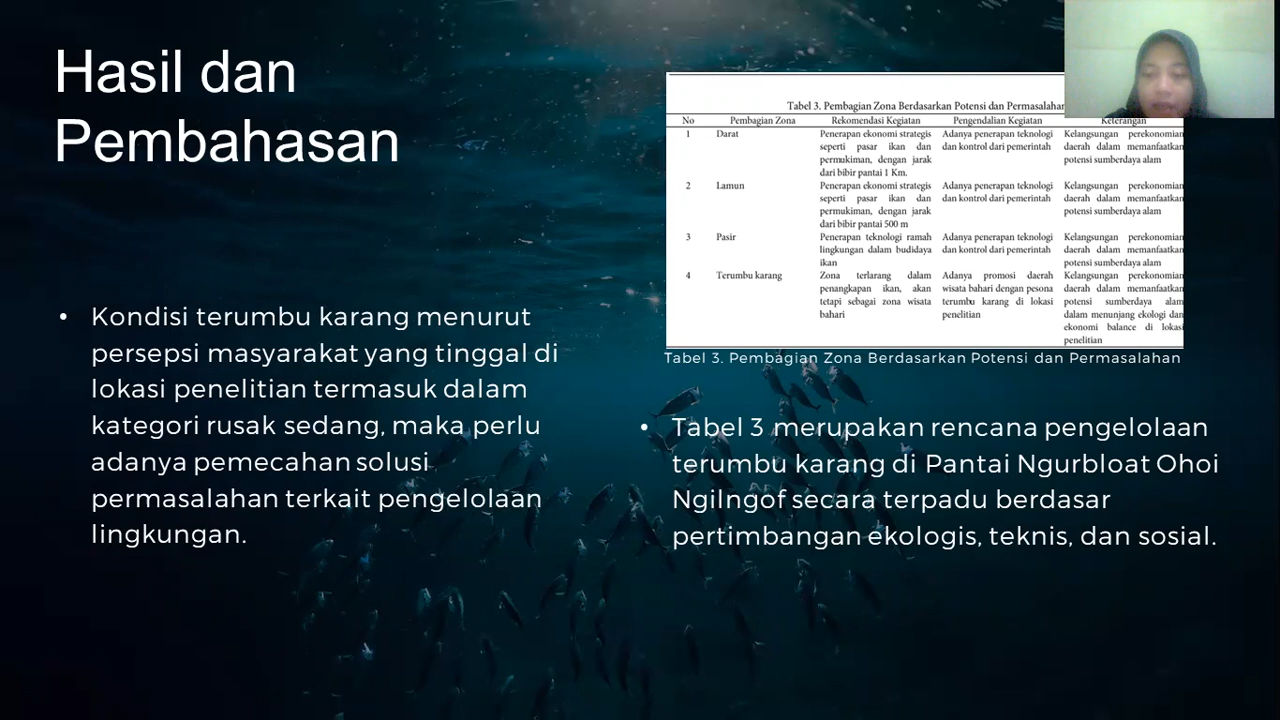 Hasil dan
Pembahasan
Kondisi terumbu karang menurut
persepsi masyarakat yang tinggal di
lokasi penelitian termasuk dalam
kategori rusak sedang, maka perlu
adanya pemecahan solusi
permasalahan terkait pengelolaan
lingkungan.
Tabel 3. Pembagian Zona Berdasarkan Potensi dan Permasalahan
No Pembagian Zona Rekomendasi Kegiatan Pengendalian Kegiatan Keterangan
1 Darat Penerapan ekonomi strategis Adanya penerapan teknologi Kelangsungan perekonomian
seperti pasar ikan dan dan kontrol dari pemerintah daerah dalam memanfaatkan
permukiman, dengan jarak potensi sumberdaya alam
dari bibir pantai 1 Km.
2 Lamun Penerapan ekonomi strategis Adanya penerapan teknologi Kelangsungan perekonomian
seperti pasar ikan dan dan kontrol dari pemerintah daerah dalam memanfaatkan
permukiman, dengan jarak potensi sumberdaya alam
dari bibir pantai 500 m
3 Pasir Penerapan teknologi ramah Adanya penerapan teknologi Kelangsungan perekonomian
lingkungan dalam budidaya dan kontrol dari pemerintah daerah dalam memanfaatkan
ikan potensi sumberdaya alam
4 Terumbu karang Zona terlarang dalam Adanya promosi daerah Kelangsungan perekonomian
penangkapan ikan, akan wisata bahari dengan pesona daerah dalam memanfaatkan
tetapi sebagai zona wisata terumbu karang di lokasi potensi sumberdaya alam
bahari penelitian dalam menunjang ekologi dan
ekonomi balance di lokasi
penelitian
Tabel 3. Pembagian Zona Berdasarkan Potensi dan Permasalahan
Tabel 3 merupakan rencana pengelolaan
terumbu karang di Pantai Ngurbloat Ohoi
Ngilngof secara terpadu berdasar
pertimbangan ekologis, teknis, dan sosial.